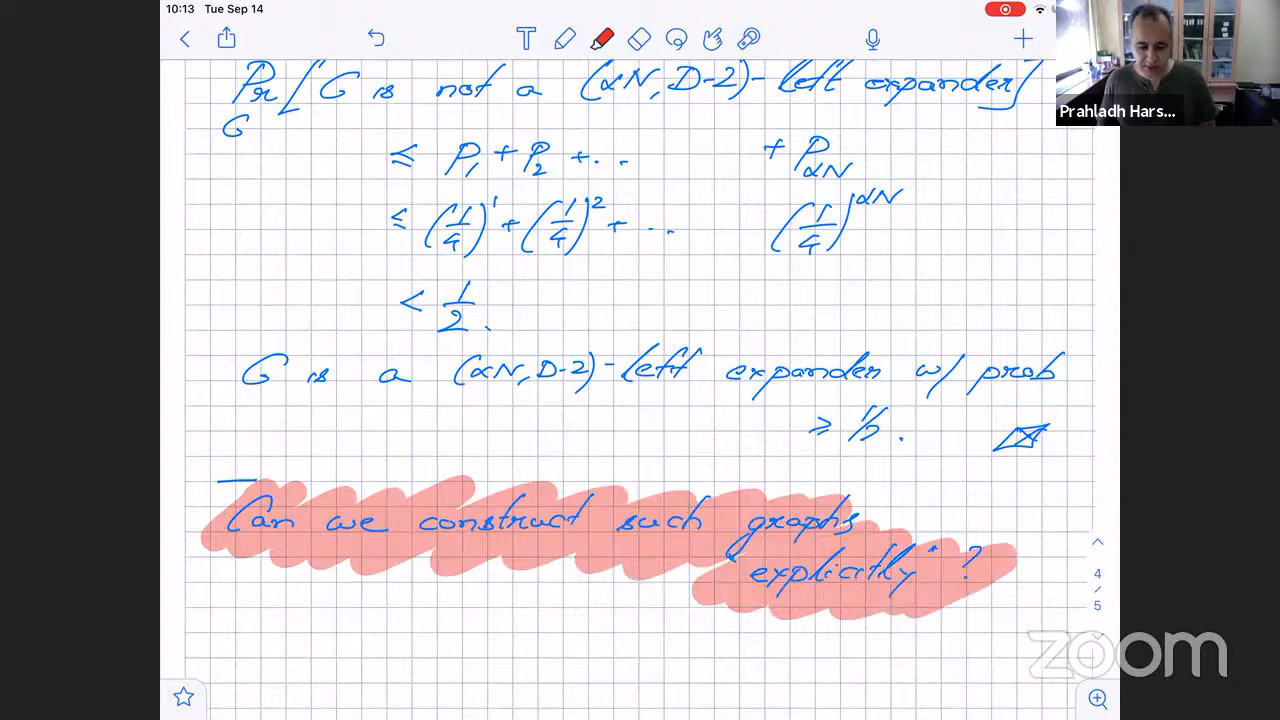 10:13 Tue Sep 14
Pr [ G is not a (αN, D-2)-left expander]
G
≤ P₁ + P₂ + .. + P_αN
≤ (1/4)^1 + (1/4)^2 + ... (1/4)^αN
< 1/2.
G is a (αN, D-2)-left expander w/ prob
≥ 1/2.
Can we construct such graphs
"explicitly"?
4
/
5
Prahladh Hars...
zoom